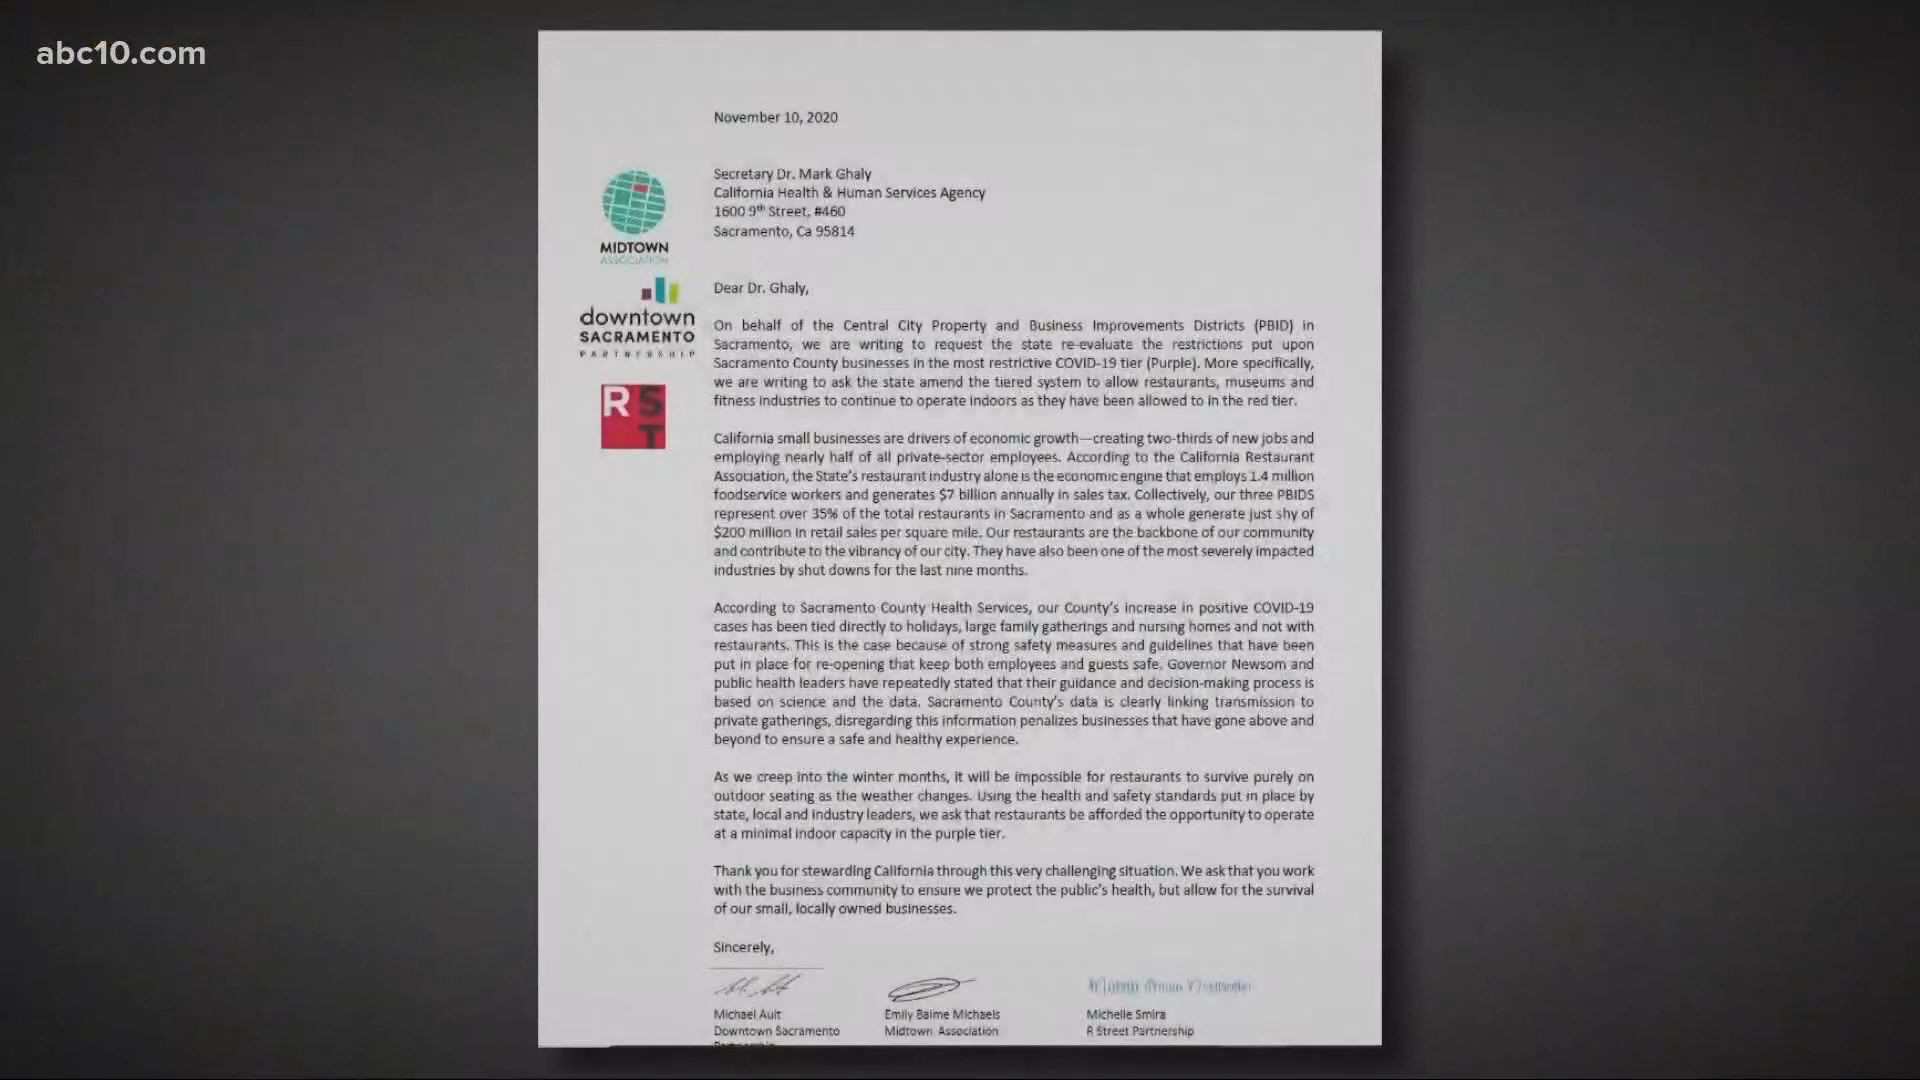 abc10.com
November 10, 2020
Secretary Dr. Mark Ghaly
California Health & Human Services Agency
1600 9th Street, #460
Sacramento, Ca 95814
MIDTOWN
ASSOCIATION
downtown
SACRAMENTO
PARTNERSHIP
R S
T
Dear Dr. Ghaly,
On behalf of the Central City Property and Business Improvements Districts (PBID) in
Sacramento, we are writing to request the state re-evaluate the restrictions put upon
Sacramento County businesses in the most restrictive COVID-19 tier (Purple). More specifically,
we are writing to ask the state amend the tiered system to allow restaurants, museums and
fitness industries to continue to operate indoors as they have been allowed to in the red tier.
California small businesses are drivers of economic growth—creating two-thirds of new jobs and
employing nearly half of all private-sector employees. According to the California Restaurant
Association, the State's restaurant industry alone is the economic engine that employs 1.4 million
foodservice workers and generates $7 billion annually in sales tax. Collectively, our three PBIDS
represent over 35% of the total restaurants in Sacramento and as a whole generate just shy of
$200 million in retail sales per square mile. Our restaurants are the backbone of our community
and contribute to the vibrancy of our city. They have also been one of the most severely impacted
industries by shut downs for the last nine months.
According to Sacramento County Health Services, our County's increase in positive COVID-19
cases has been tied directly to holidays, large family gatherings and nursing homes and not with
restaurants. This is the case because of strong safety measures and guidelines that have been
put in place for re-opening that keep both employees and guests safe. Governor Newsom and
public health leaders have repeatedly stated that their guidance and decision-making process is
based on science and the data. Sacramento County's data is clearly linking transmission to
private gatherings, disregarding this information penalizes businesses that have gone above and
beyond to ensure a safe and healthy experience.
As we creep into the winter months, it will be impossible for restaurants to survive purely on
outdoor seating as the weather changes. Using the health and safety standards put in place by
state, local and industry leaders, we ask that restaurants be afforded the opportunity to operate
at a minimal indoor capacity in the purple tier.
Thank you for stewarding California through this very challenging situation. We ask that you work
with the business community to ensure we protect the public's health, but allow for the survival
of our small, locally owned businesses.
Sincerely,
Michael Ault
Downtown Sacramento
Partnership
Emily Baime Michaels
Midtown Association
Michelle Smira
R Street Partnership